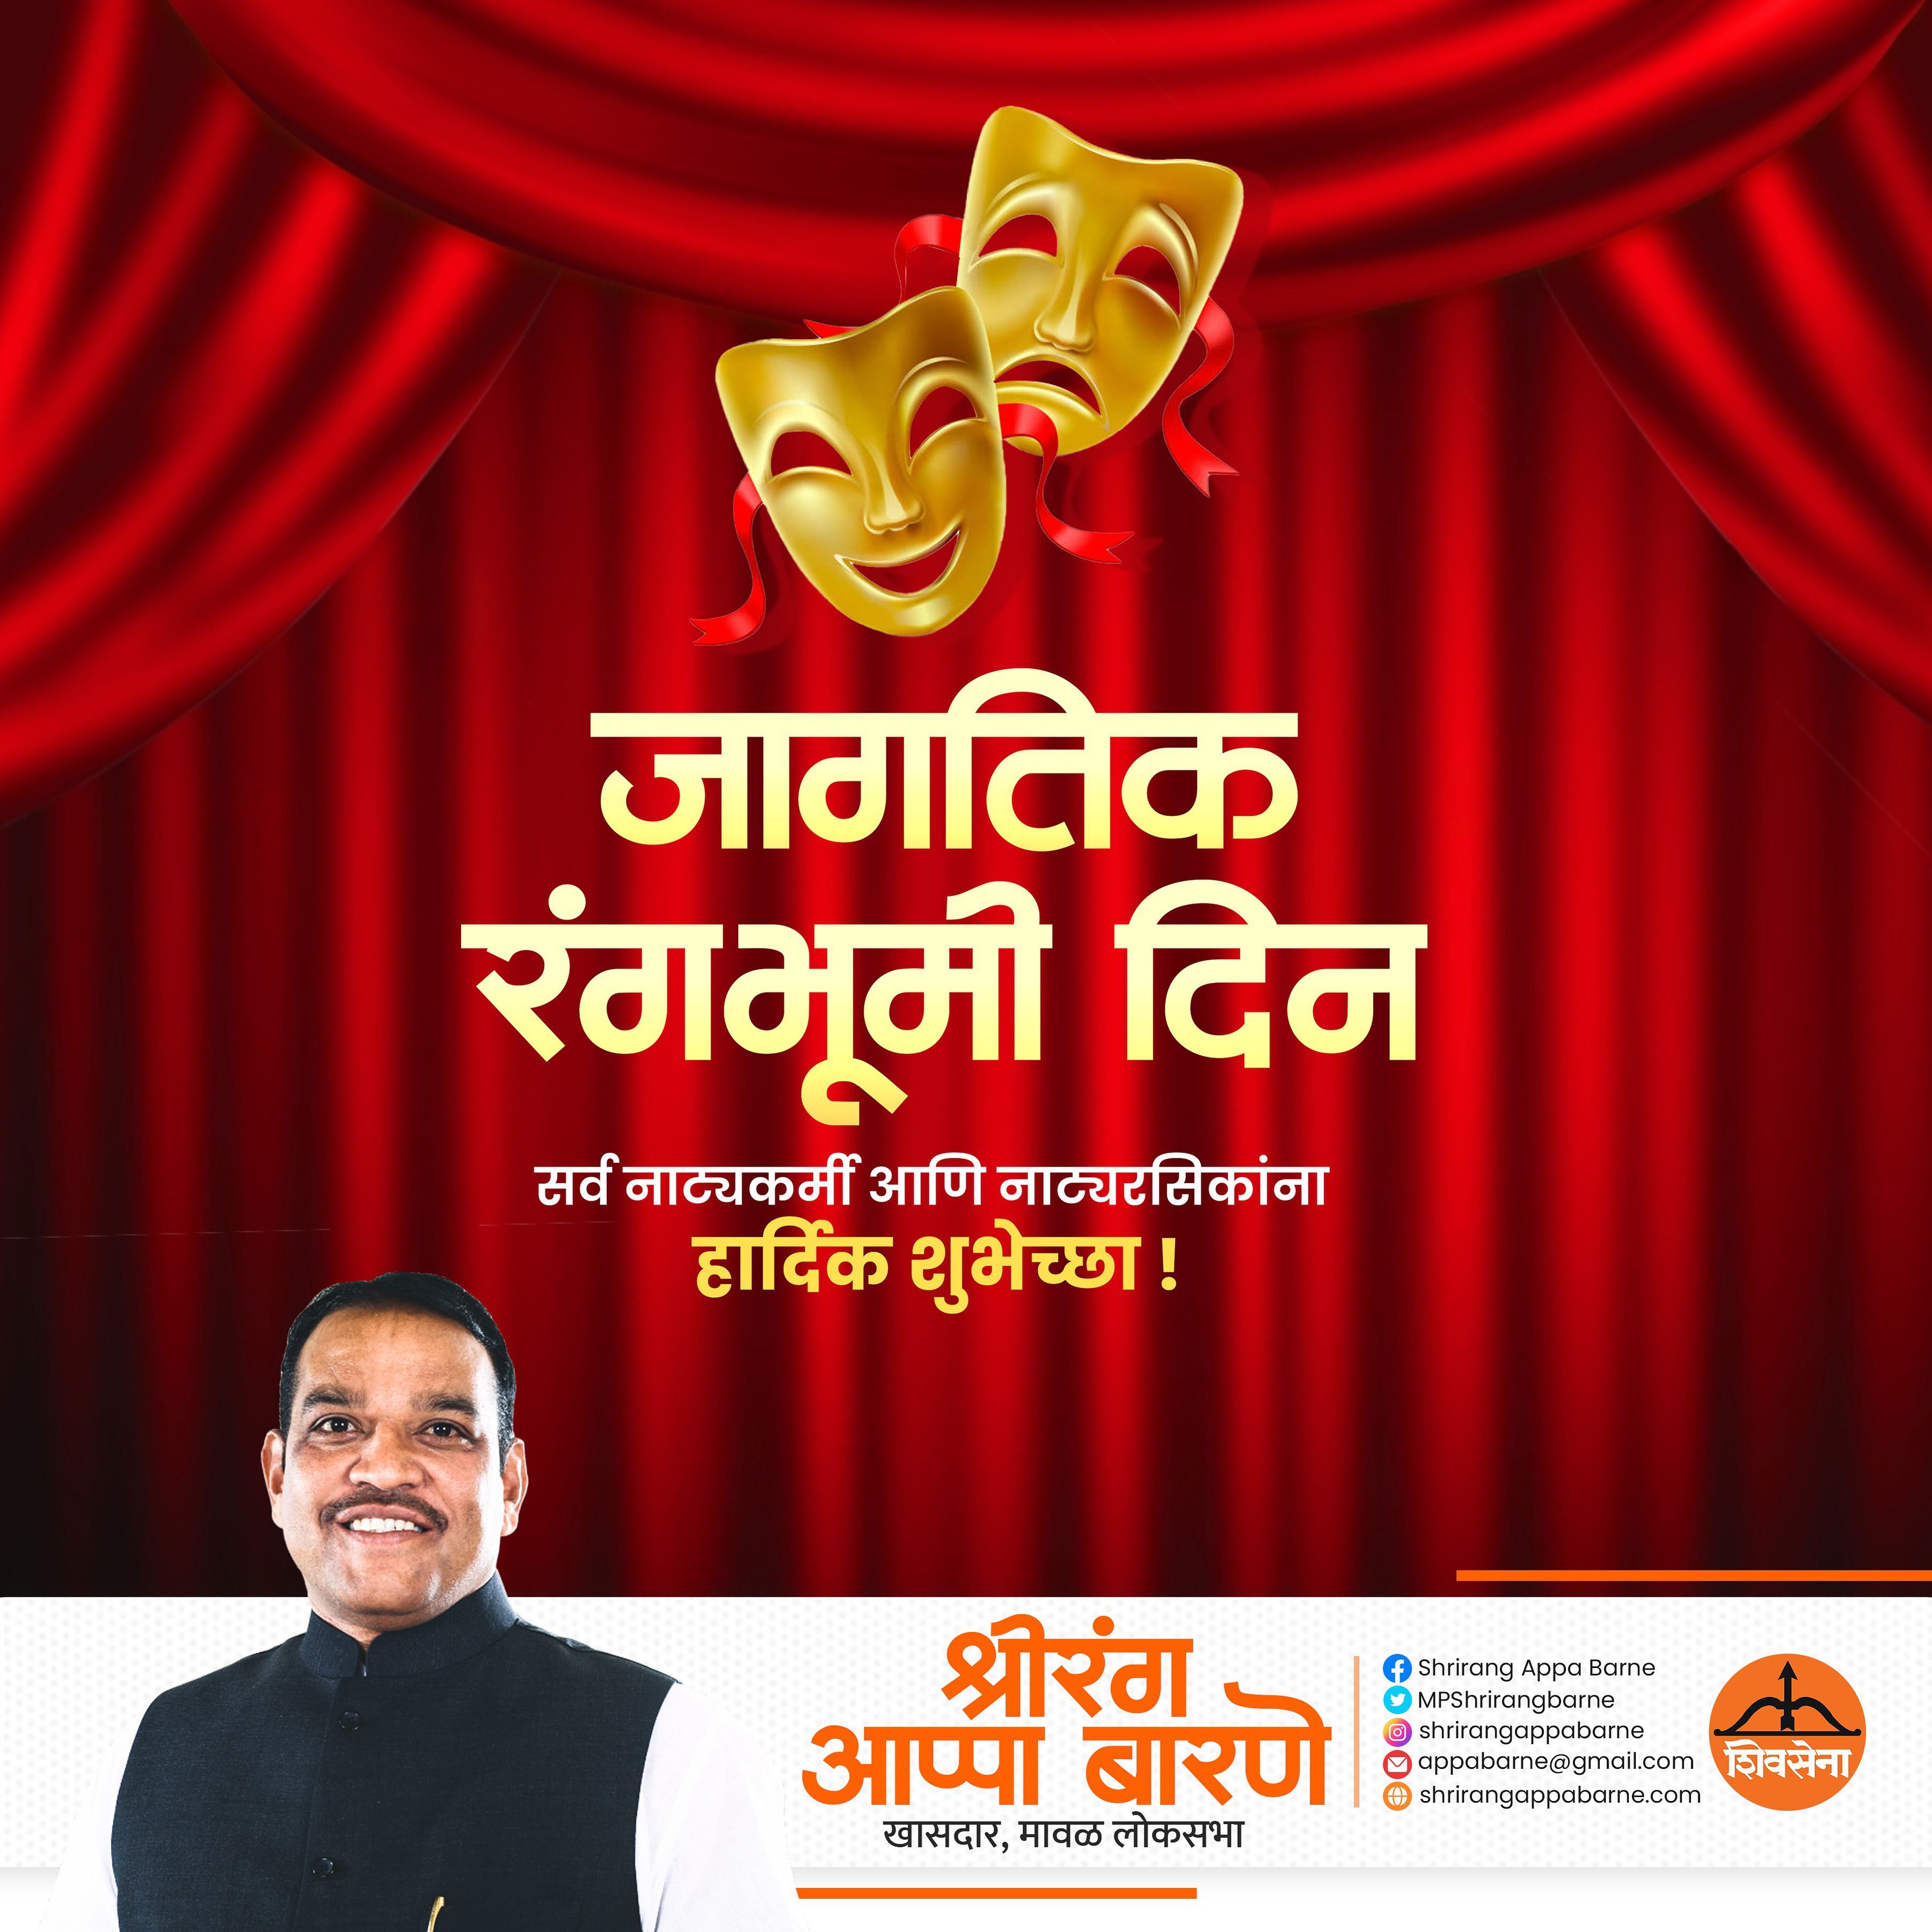 जागतिक
रंगभूमी दिन
सर्व नाट्यकर्मी आणि नाट्यरसिकांना
हार्दिक शुभेच्छा !
श्रीरंग
आप्पा बारणे
खासदार, मावळ लोकसभा
Shrirang Appa Barne
MPShrirangbarne
shrirangappabarne
appabarne@gmail.com
shrirangappabarne.com
शिवसेना